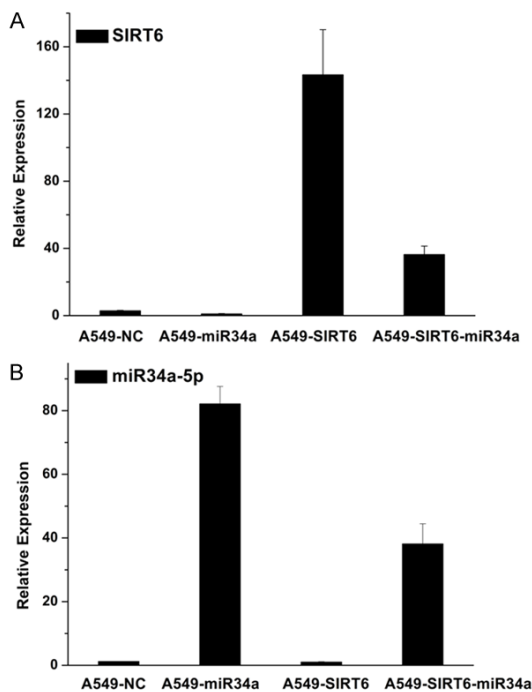 A
SIRT6
160
120
80
40
0
Relative Expression
A549-NC A549-miR34a A549-SIRT6 A549-SIRT6-miR34a
B
miR34a-5p
80
60
40
20
0
Relative Expression
A549-NC A549-miR34a A549-SIRT6 A549-SIRT6-miR34a